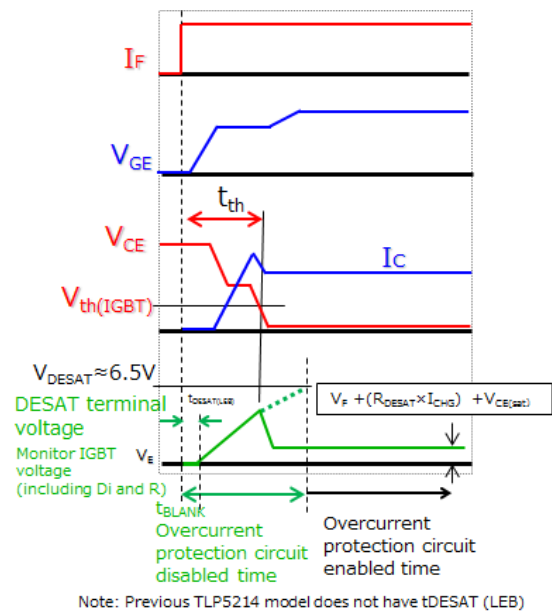 IF
VGE
tth
VCE
IC
Vth(IGBT)
VDESAT≈6.5V
tDESAT(LEB)
VF +(RDESAT×ICHG) +VCE(sat)
DESAT terminal
voltage
Monitor IGBT
voltage
(including Di and R)
VE
tBLANK
Overcurrent
protection circuit
disabled time
Overcurrent
protection circuit
enabled time
Note: Previous TLP5214 model does not have tDESAT (LEB)